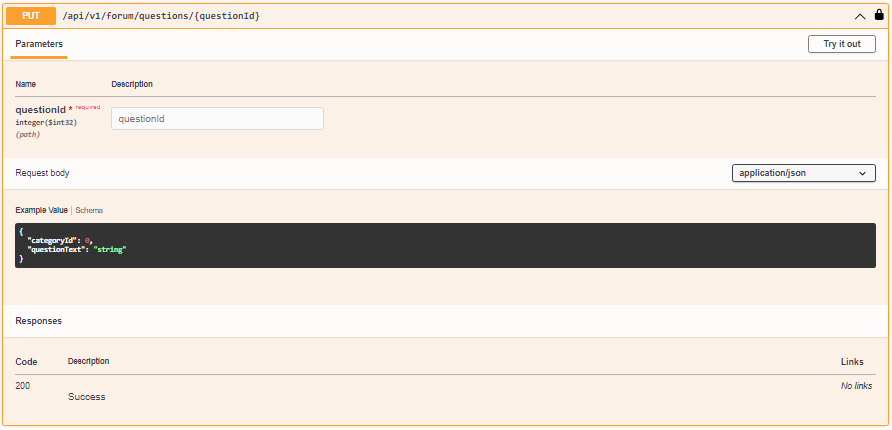 PUT /api/v1/forum/questions/{questionId}
Parameters
Try it out
Name Description
questionId * required
integer($int32)
(path)
questionId
Request body
application/json
Example Value | Schema
{
"categoryId": 0,
"questionText": "string"
}
Responses
Code Description Links
200
Success
No links